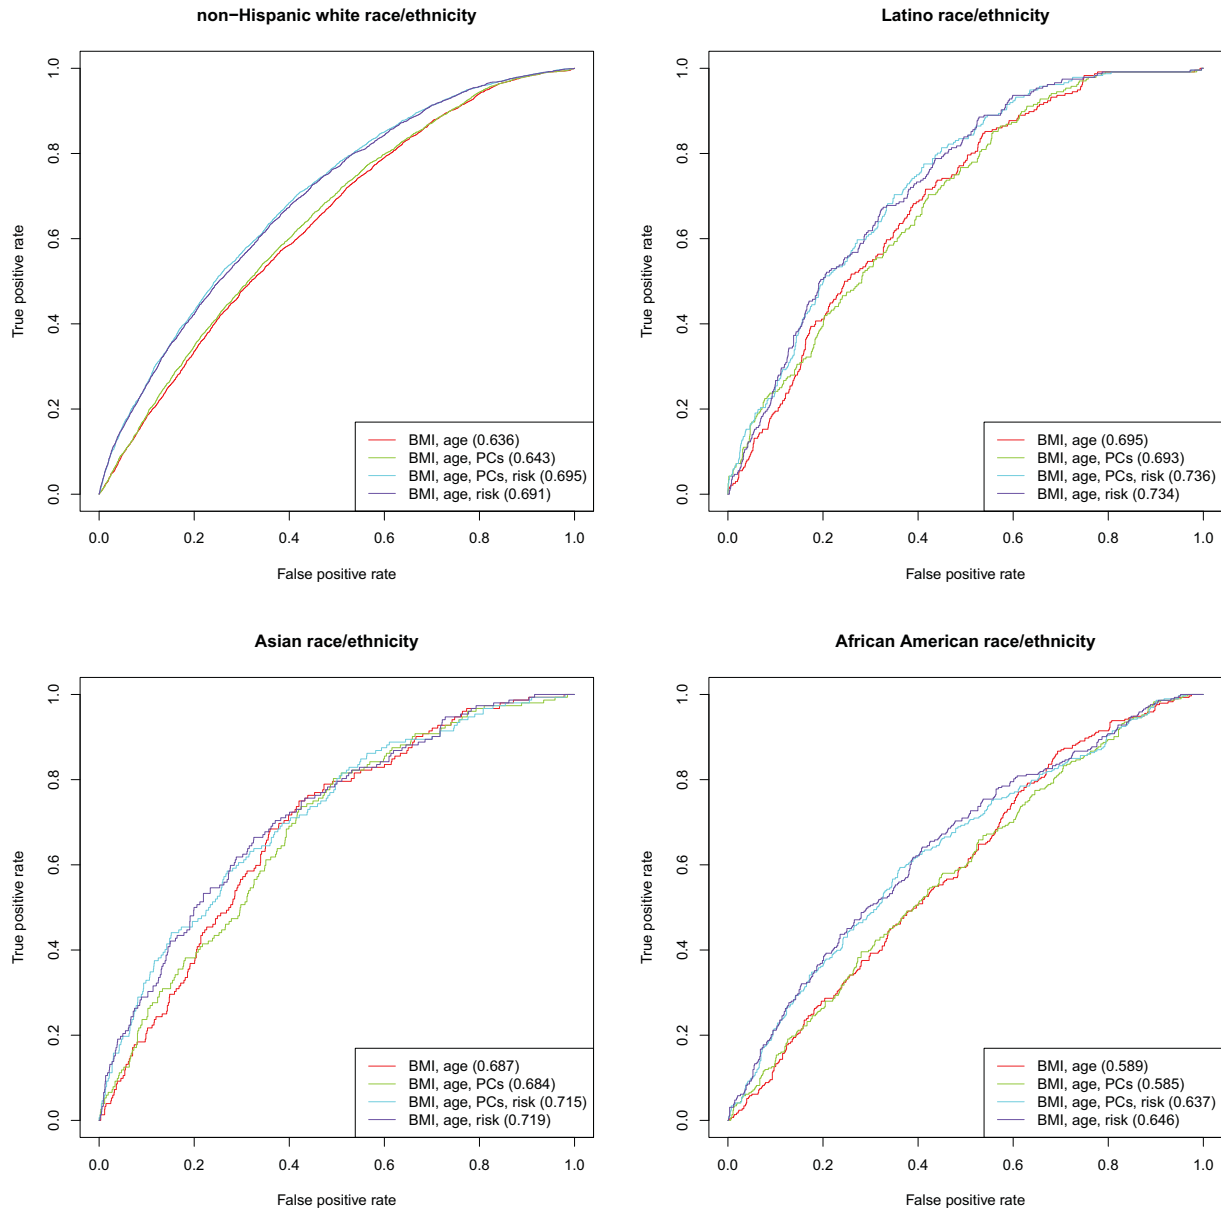 non−Hispanic white race/ethnicity
True positive rate
0.0 0.2 0.4 0.6 0.8 1.0
BMI, age (0.636)
BMI, age, PCs (0.643)
BMI, age, PCs, risk (0.695)
BMI, age, risk (0.691)
0.0 0.2 0.4 0.6 0.8 1.0
False positive rate
Latino race/ethnicity
True positive rate
0.0 0.2 0.4 0.6 0.8 1.0
BMI, age (0.695)
BMI, age, PCs (0.693)
BMI, age, PCs, risk (0.736)
BMI, age, risk (0.734)
0.0 0.2 0.4 0.6 0.8 1.0
False positive rate
Asian race/ethnicity
True positive rate
0.0 0.2 0.4 0.6 0.8 1.0
BMI, age (0.687)
BMI, age, PCs (0.684)
BMI, age, PCs, risk (0.715)
BMI, age, risk (0.719)
0.0 0.2 0.4 0.6 0.8 1.0
False positive rate
African American race/ethnicity
True positive rate
0.0 0.2 0.4 0.6 0.8 1.0
BMI, age (0.589)
BMI, age, PCs (0.585)
BMI, age, PCs, risk (0.637)
BMI, age, risk (0.646)
0.0 0.2 0.4 0.6 0.8 1.0
False positive rate